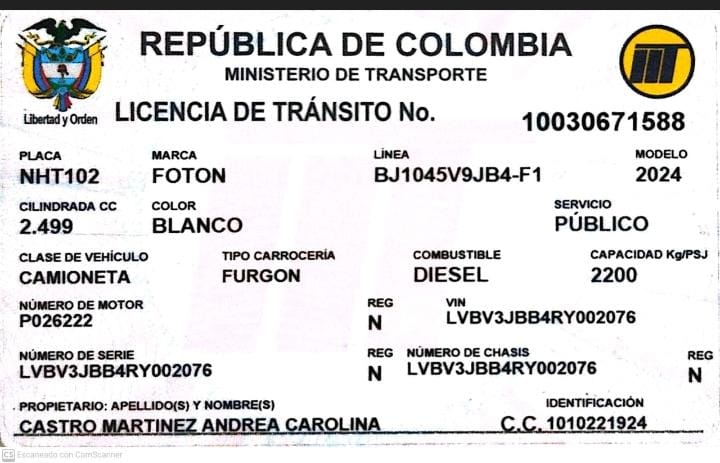 REPÚBLICA DE COLOMBIA
MINISTERIO DE TRANSPORTE
Libertad y Orden
LICENCIA DE TRÁNSITO No. 10030671588
PLACA MARCA LÍNEA MODELO
NHT102 FOTON BJ1045V9JB4-F1 2024
CILINDRADA CC COLOR SERVICIO
2.499 BLANCO PÚBLICO
CLASE DE VEHÍCULO TIPO CARROCERÍA COMBUSTIBLE CAPACIDAD Kg/PSJ
CAMIONETA FURGON DIESEL 2200
NÚMERO DE MOTOR REG VIN
P026222 N LVBV3JBB4RY002076
NÚMERO DE SERIE REG NÚMERO DE CHASIS REG
LVBV3JBB4RY002076 N LVBV3JBB4RY002076 N
PROPIETARIO: APELLIDO(S) Y NOMBRE(S) IDENTIFICACIÓN
CASTRO MARTINEZ ANDREA CAROLINA C.C. 1010221924
CS Escaneado con CamScanner